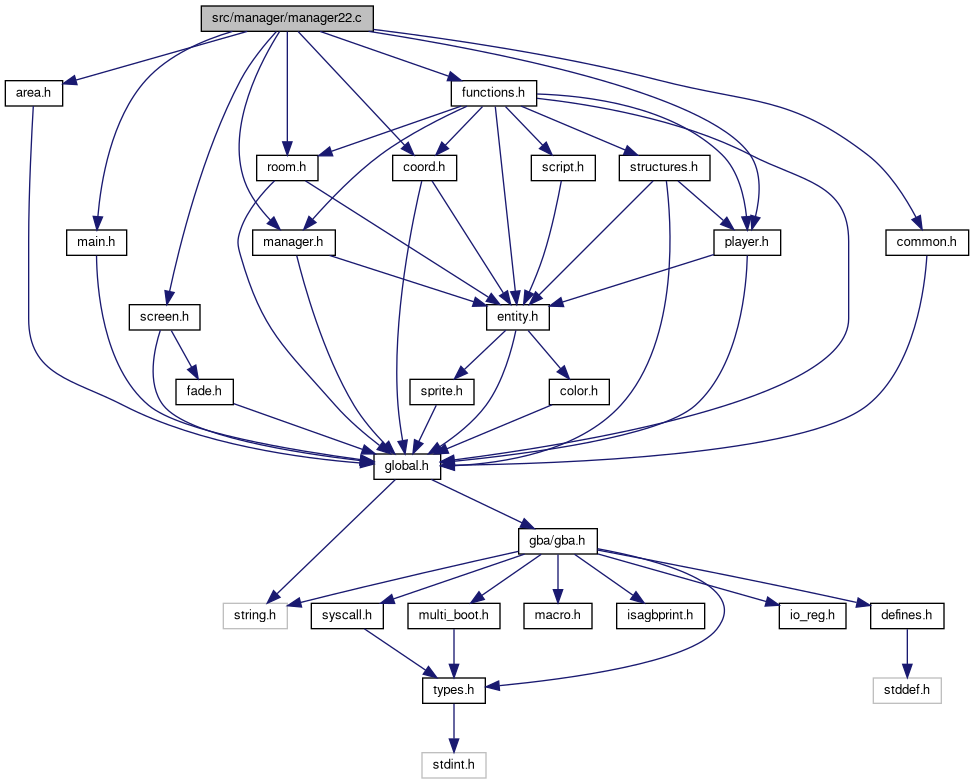 src/manager/manager22.c
area.h
functions.h
room.h
coord.h
script.h
structures.h
main.h
manager.h
player.h
common.h
screen.h
entity.h
fade.h
sprite.h
color.h
global.h
gba/gba.h
string.h
syscall.h
multi_boot.h
macro.h
isagbprint.h
io_reg.h
defines.h
types.h
stddef.h
stdint.h